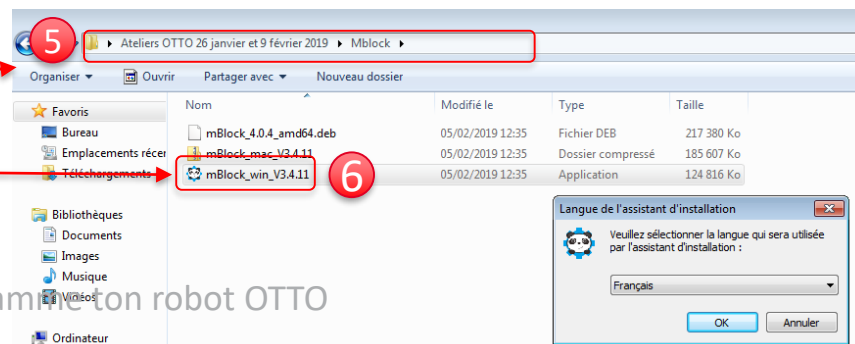 5
Ateliers OTTO 26 janvier et 9 février 2019 Mblock
Organiser Ouvrir Partager avec Nouveau dossier
Favoris
Bureau
Emplacements récer
Téléchargements
Bibliothèques
Documents
Images
Musique
Vidéos
Ordinateur
Nom Modifié le Type Taille
mBlock_4.0.4_amd64.deb 05/02/2019 12:35 Fichier DEB 217 380 Ko
mBlock_mac_V3.4.11 05/02/2019 12:35 Dossier compressé 185 607 Ko
mBlock_win_V3.4.11 05/02/2019 12:35 Application 124 816 Ko
6
Langue de l'assistant d'installation
Veuillez sélectionner la langue qui sera utilisée
par l'assistant d'installation :
Français
OK Annuler
ton robot OTTO